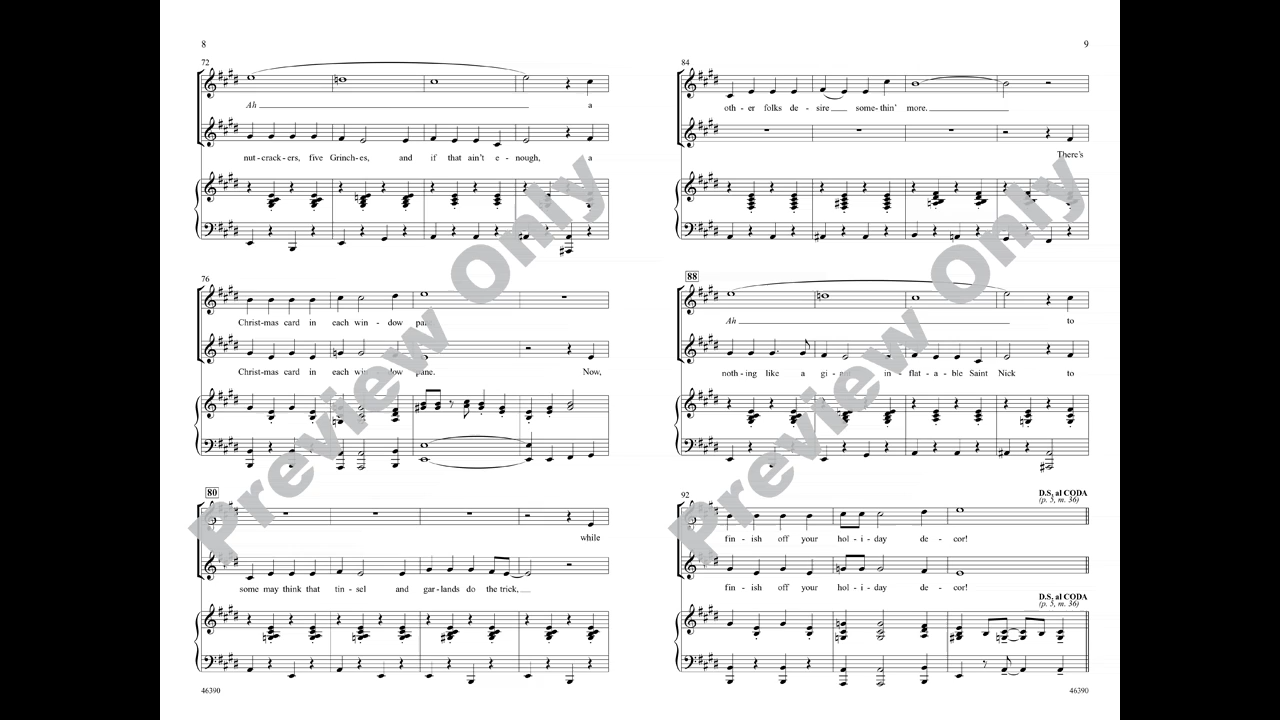 8
72
Ah a
nut - crack - ers, five Grinch - es, and if that ain't e - nough, a
76
Christ - mas card in each win - dow pane.
Christ - mas card in each win - dow pane. Now,
80
while
some may think that tin - sel and gar - lands do the trick,
46390
9
84
oth - er folks de - sire some - thin' more.
There's
88
Ah to
noth - ing like a gi - ant in - flat - a - ble Saint Nick to
92
D.S. al CODA
(p. 5, m. 36)
fin - ish off your hol - i - day de - cor!
fin - ish off your hol - i - day de - cor!
D.S. al CODA
(p. 5, m. 36)
46390
Preview Only
Preview Only